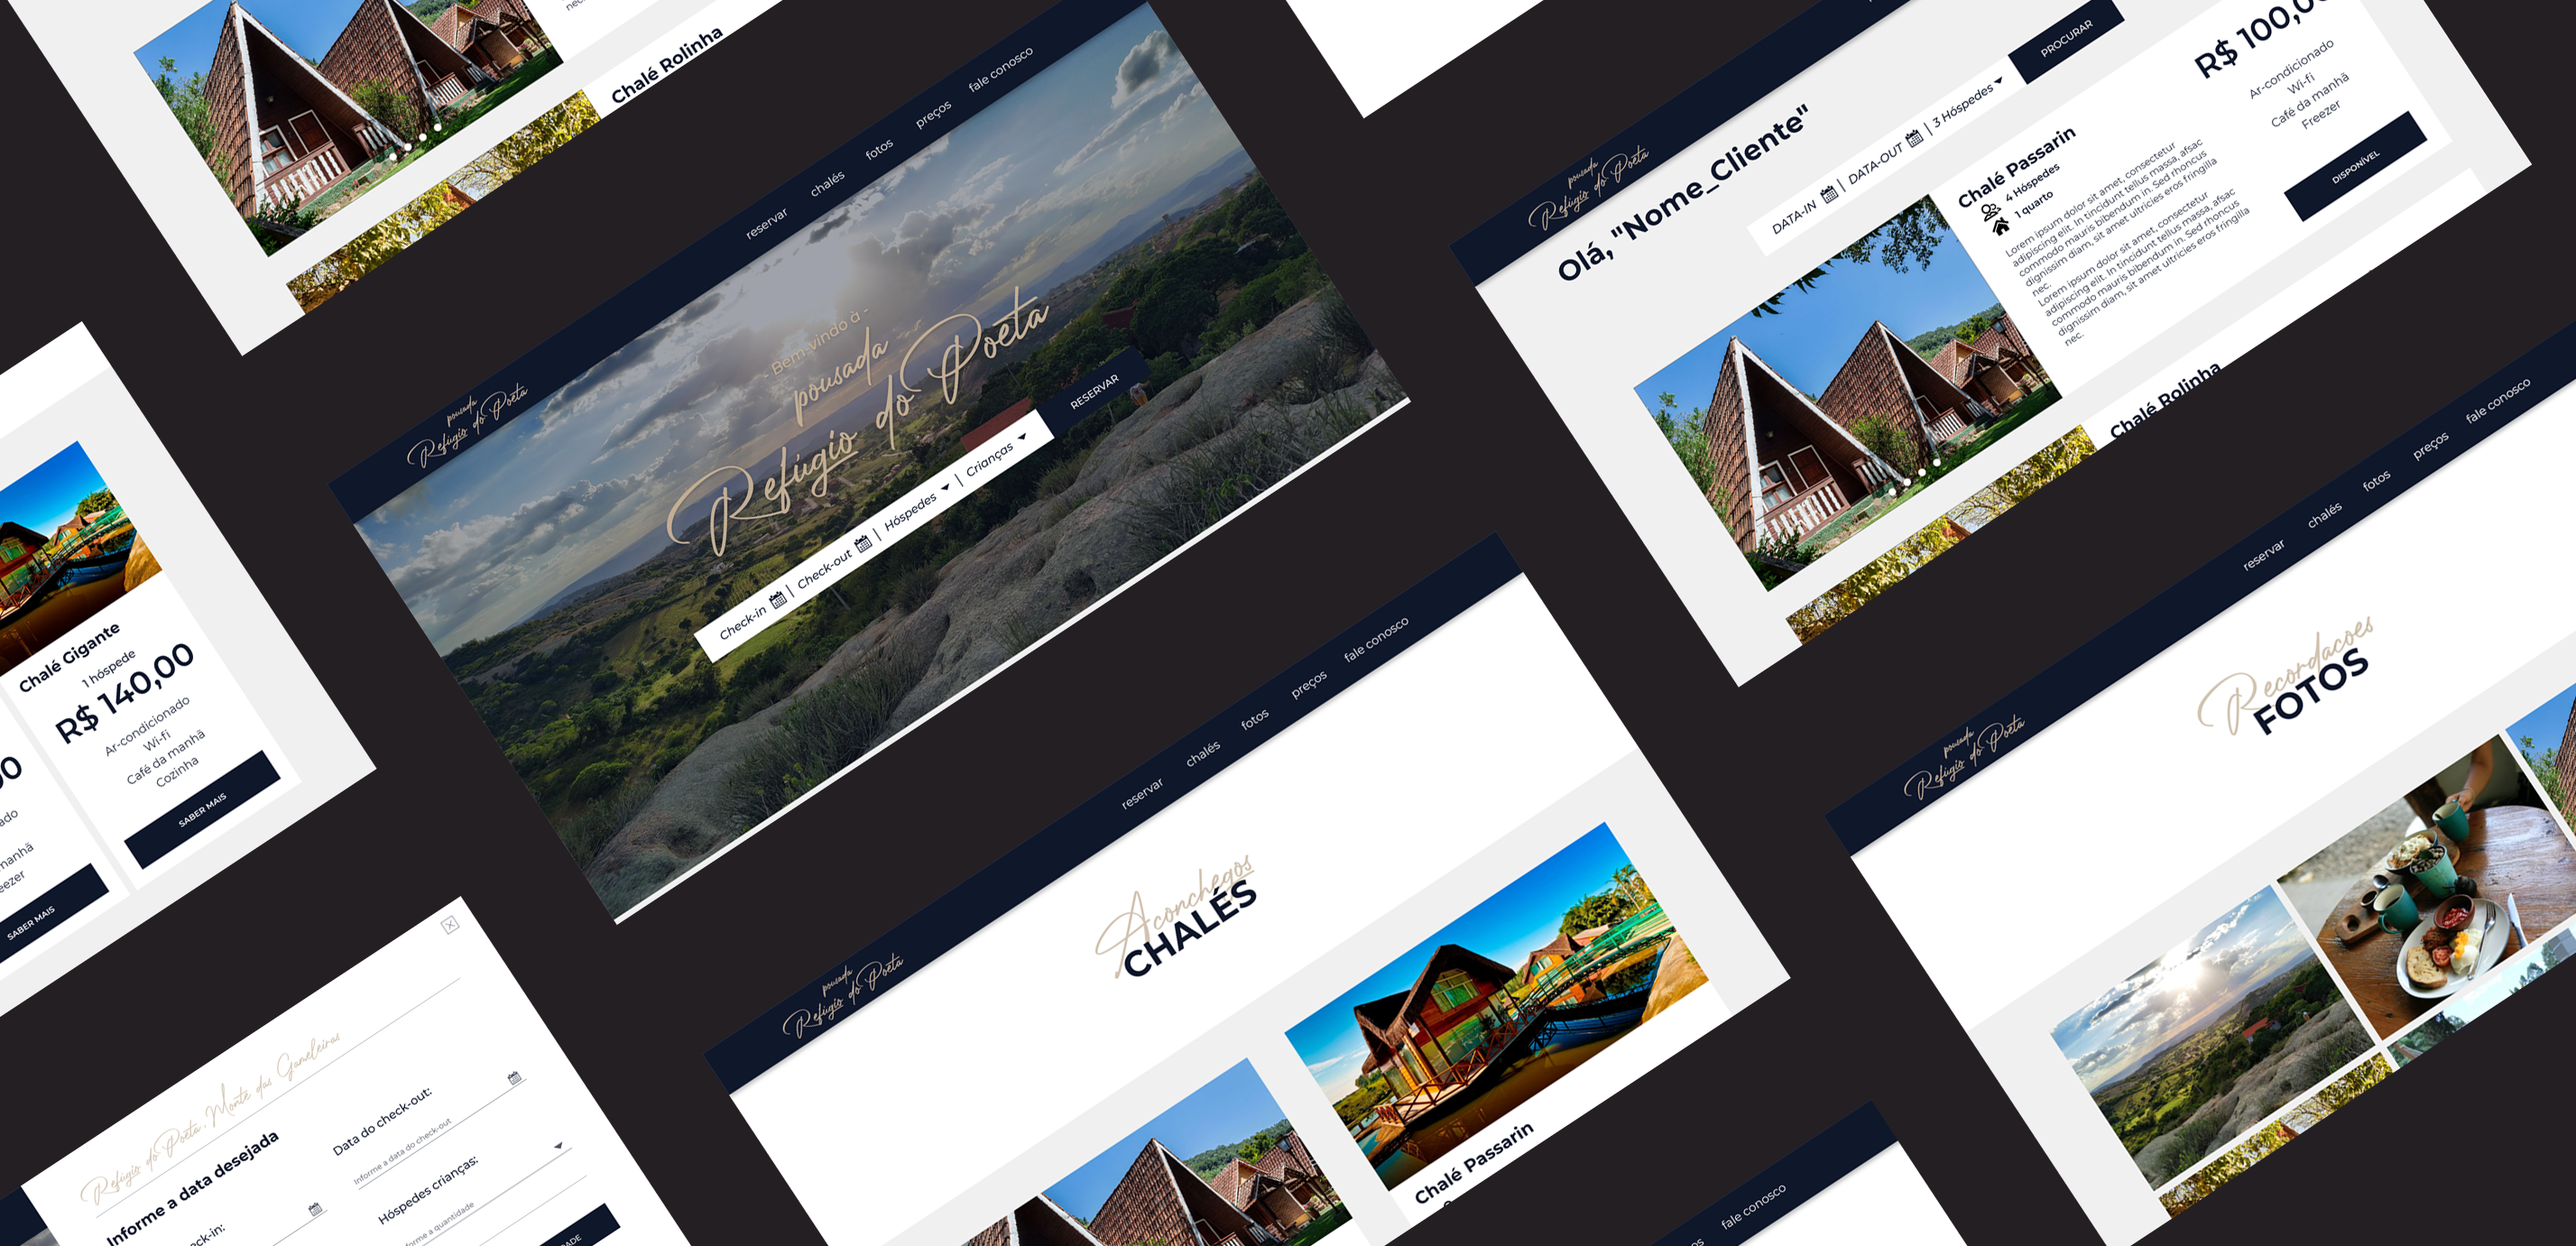 nec.
Chalé Rolinha
pousada
Refúgio do Poeta
reservar
chalés
fotos
preços
fale conosco
- Bem-vindo à -
pousada
Refúgio do Poeta
Check-in | Check-out | Hóspedes | Crianças
RESERVAR
pousada
Refúgio do Poeta
Olá, "Nome_Cliente"
DATA-IN | DATA-OUT | 3 Hóspedes
PROCURAR
Chalé Passarin
4 Hóspedes
1 quarto
Lorem ipsum dolor sit amet, consectetur
adipiscing elit. In tincidunt tellus massa, afsac
commodo mauris bibendum in. Sed rhoncus
dignissim diam, sit amet ultricies eros fringilla
nec.
Lorem ipsum dolor sit amet, consectetur
adipiscing elit. In tincidunt tellus massa, afsac
commodo mauris bibendum in. Sed rhoncus
dignissim diam, sit amet ultricies eros fringilla
nec.
R$ 100,00
Ar-condicionado
Wi-fi
Café da manhã
Freezer
DISPONÍVEL
Chalé Rolinha
Chalé Gigante
1 hóspede
R$ 140,00
Ar-condicionado
Wi-fi
Café da manhã
Cozinha
SABER MAIS
SABER MAIS
pousada
Refúgio do Poeta
reservar
chalés
fotos
preços
fale conosco
Aconchegos
CHALÉS
Chalé Passarin
pousada
Refúgio do Poeta
reservar
chalés
fotos
preços
fale conosco
Recordacoes
FOTOS
Refúgio do Poeta, Monte das Gameleiras
Informe a data desejada
Data do check-out:
Informe a data do check-out
Hóspedes crianças:
fale conosco